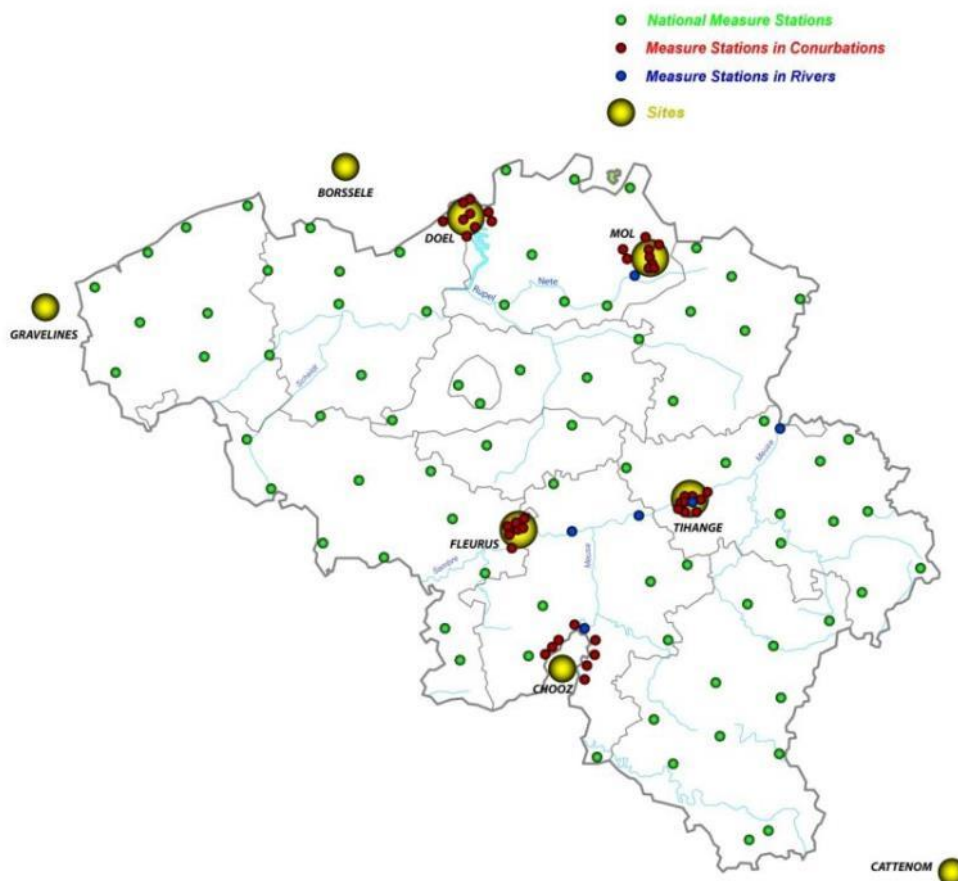 National Measure Stations
Measure Stations in Conurbations
Measure Stations in Rivers
Sites
BORSSELE
DOEL
MOL
GRAVELINES
Nete
Rupel
Scheldt
Meuse
TIHANGE
FLEURUS
Sambre
Meuse
CHOOZ
CATTENOM